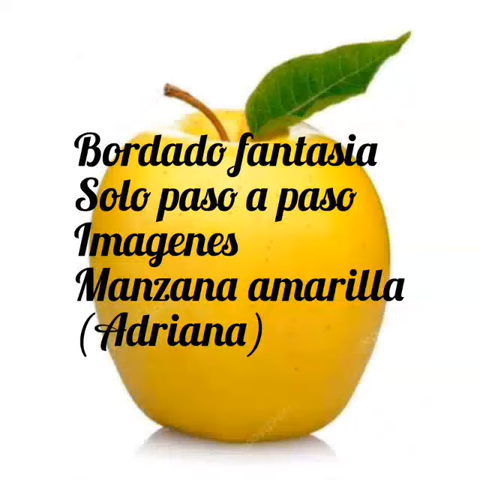 Bordado fantasia
Solo paso a paso
Imagenes
Manzana amarilla
(Adriana)